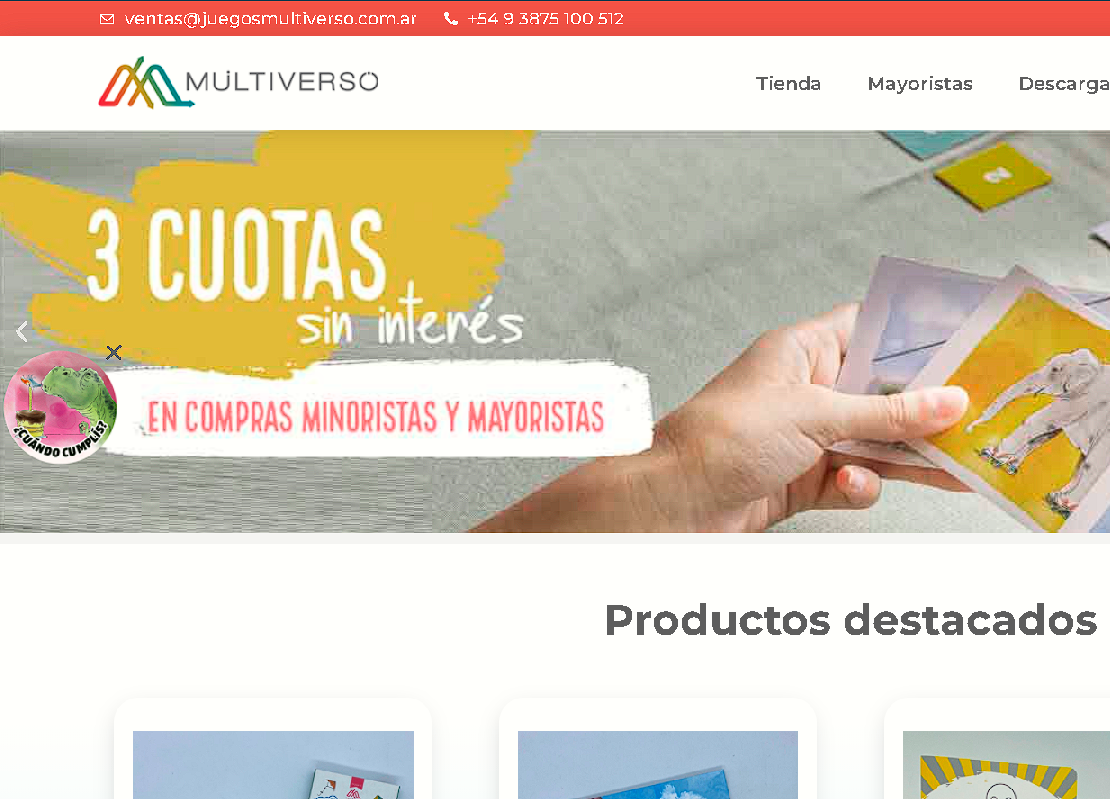 ventas@juegosmultiverso.com.ar +54 9 3875 100 512
MULTIVERSO
Tienda Mayoristas Descarga
3 CUOTAS
sin interés
EN COMPRAS MINORISTAS Y MAYORISTAS
¿CUÁNDO CUMPLÍS?
Productos destacados